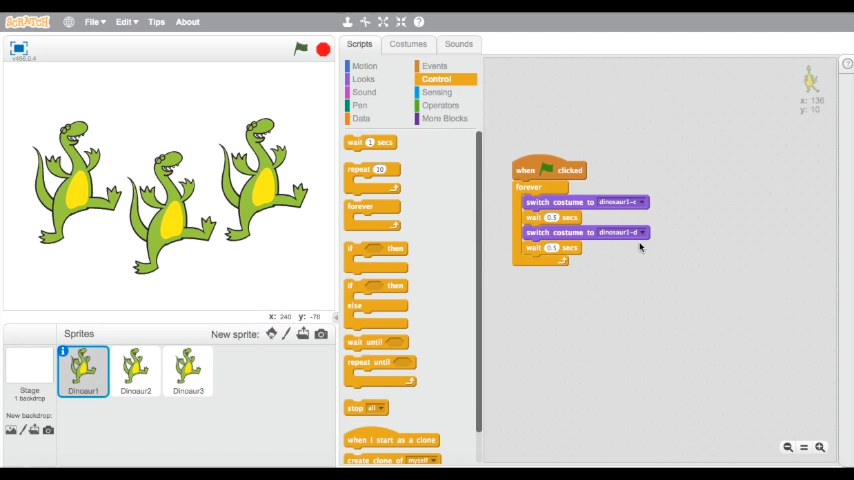 SCRATCH File▼ Edit▼ Tips About
v456.0.4
x: 240 y: -76
Sprites New sprite:
Stage
1 backdrop
New backdrop:
Dinosaur1 Dinosaur2 Dinosaur3
Scripts Costumes Sounds
Motion Events
Looks Control
Sound Sensing
Pen Operators
Data More Blocks
wait 1 secs
repeat 10
forever
if then
if then
else
wait until
repeat until
stop all
when I start as a clone
create clone of myself
x: 136
y: 10
when clicked
forever
switch costume to dinosaur1-c
wait 0.5 secs
switch costume to dinosaur1-d
wait 0.5 secs